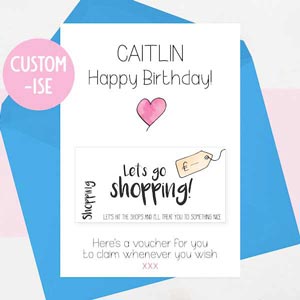 CUSTOM
-ISE
CAITLIN
Happy Birthday!
Let's go
shopping!
£ —
Shopping
LET'S HIT THE SHOPS AND I'LL TREAT YOU TO SOMETHING NICE
Here's a voucher for you
to claim whenever you wish
xxx